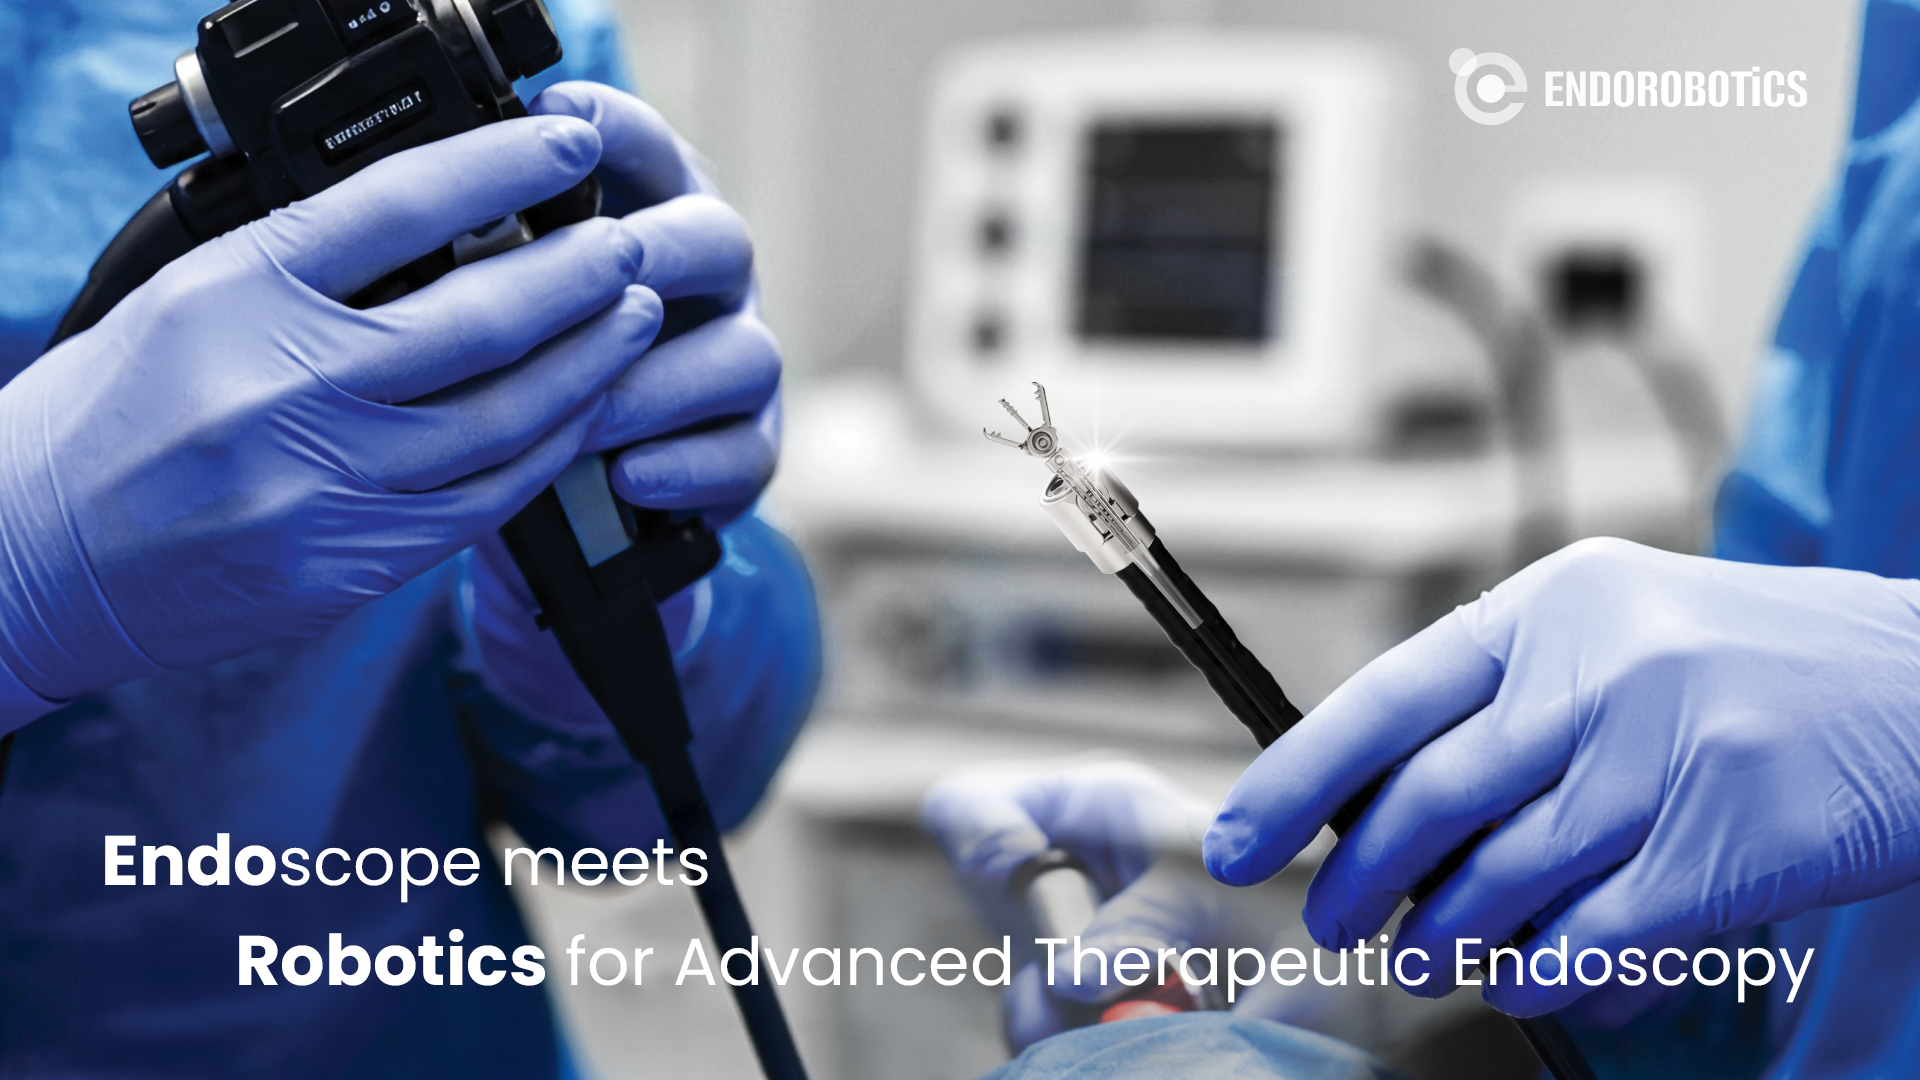 ENDOROBOTiCS
Endoscope meets
Robotics for Advanced Therapeutic Endoscopy